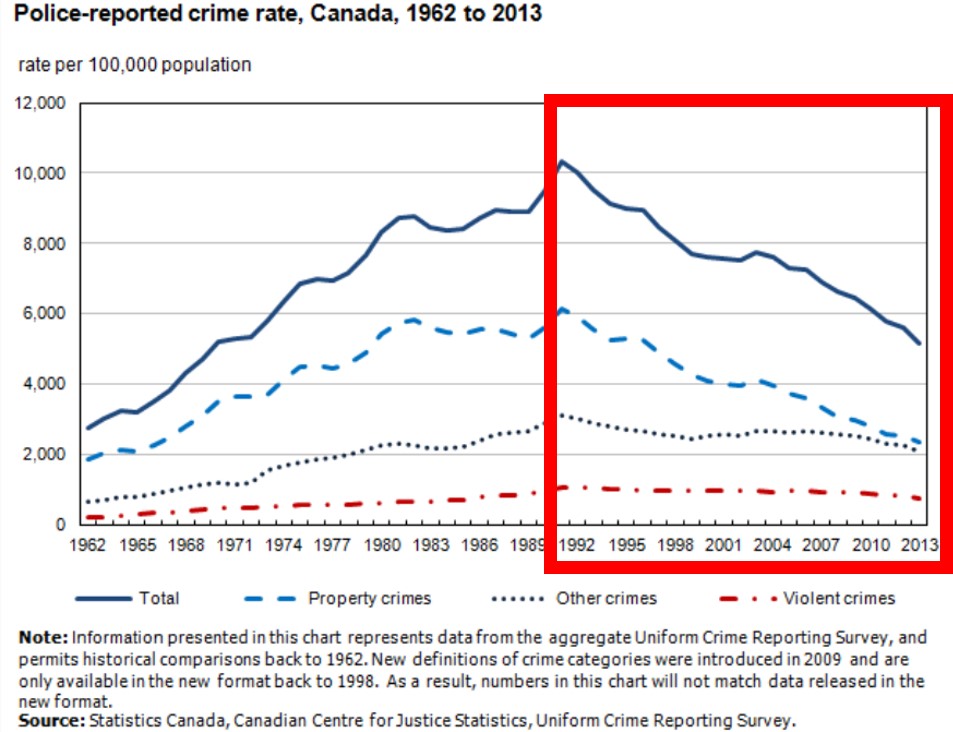 Police-reported crime rate, Canada, 1962 to 2013
rate per 100,000 population
12,000
10,000
8,000
6,000
4,000
2,000
0
1962 1965 1968 1971 1974 1977 1980 1983 1986 1989 1992 1995 1998 2001 2004 2007 2010 2013
Total Property crimes Other crimes Violent crimes
Note: Information presented in this chart represents data from the aggregate Uniform Crime Reporting Survey, and
permits historical comparisons back to 1962. New definitions of crime categories were introduced in 2009 and are
only available in the new format back to 1998. As a result, numbers in this chart will not match data released in the
new format.
Source: Statistics Canada, Canadian Centre for Justice Statistics, Uniform Crime Reporting Survey.